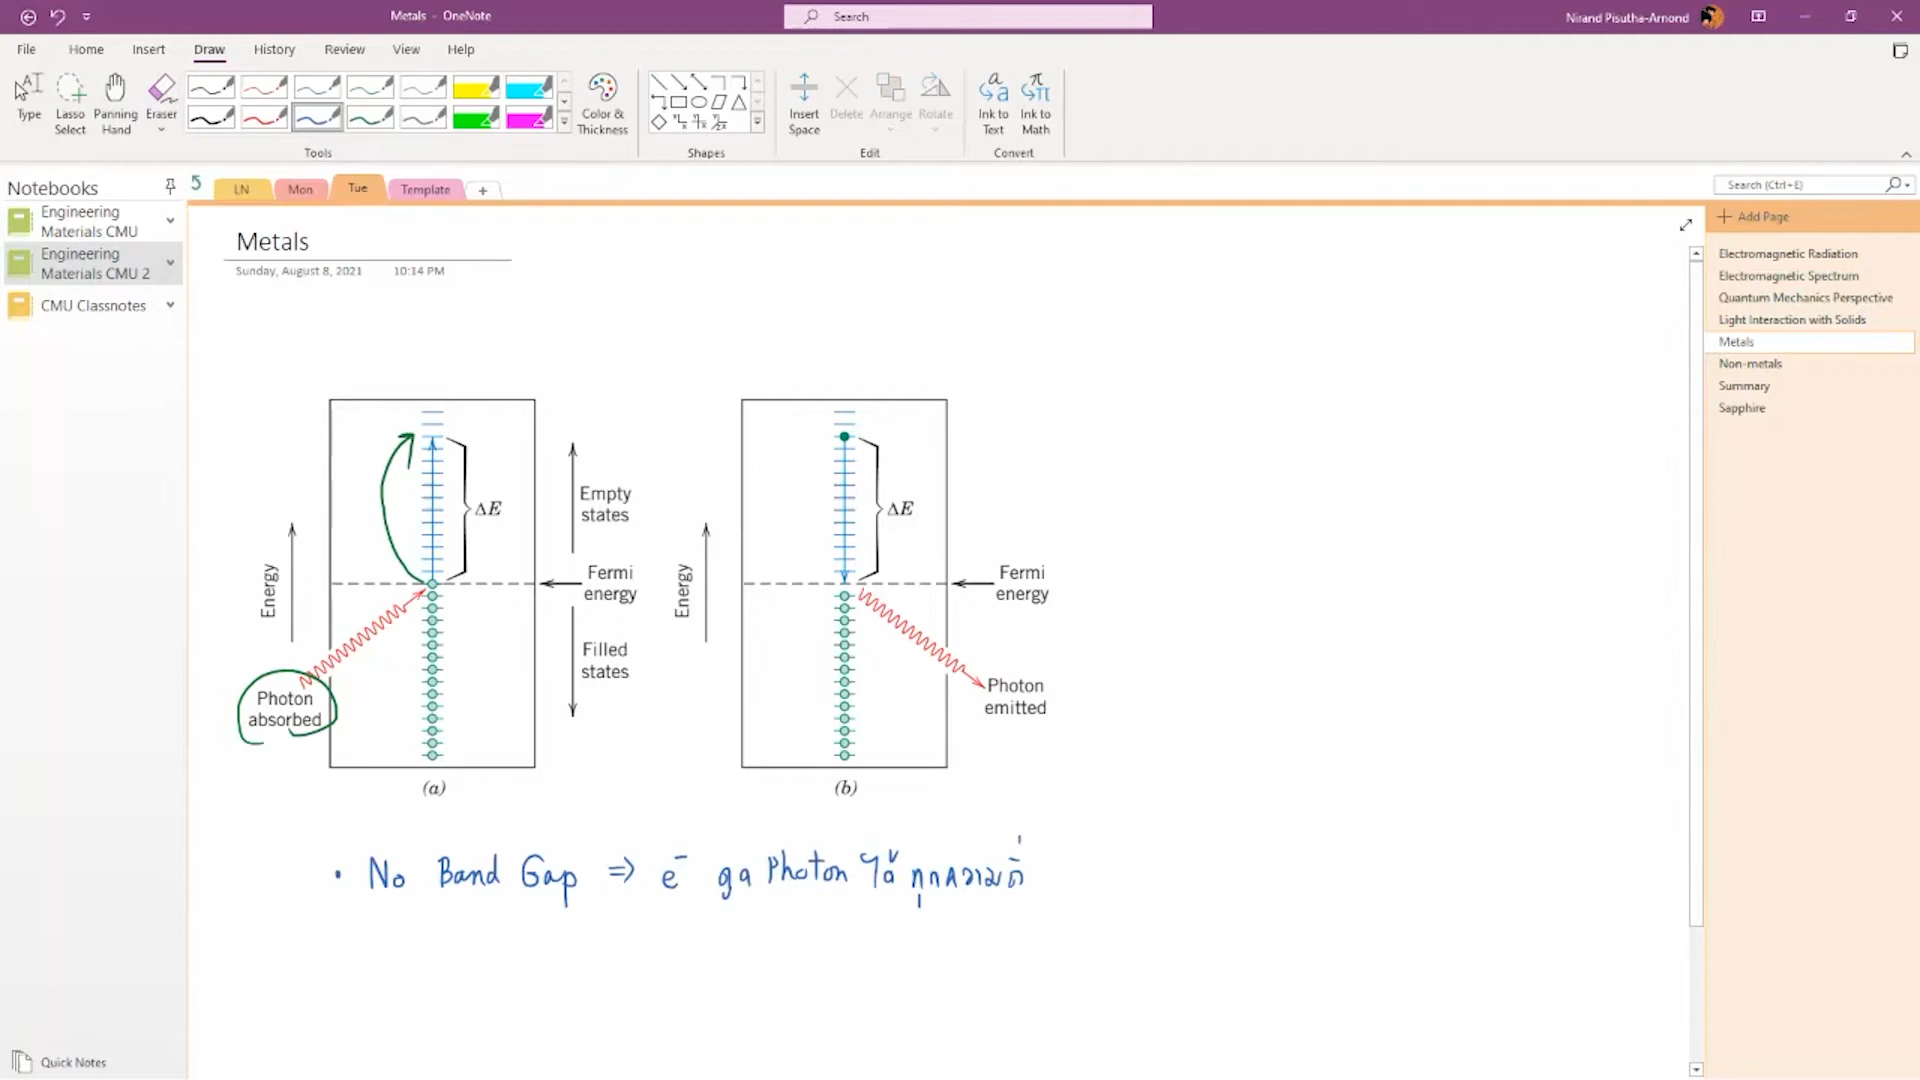 Metals - OneNote
Search
Nirand Pisutha-Arnond
File Home Insert Draw History Review View Help
Type
Lasso Select
Panning Hand
Eraser
Color & Thickness
Insert Space
Delete
Arrange
Rotate
Ink to Text
Ink to Math
Tools
Shapes
Edit
Convert
Notebooks
LN
Mon
Tue
Template
Search (Ctrl+E)
Engineering Materials CMU
Engineering Materials CMU 2
CMU Classnotes
Add Page
Electromagnetic Radiation
Electromagnetic Spectrum
Quantum Mechanics Perspective
Light Interaction with Solids
Metals
Non-metals
Summary
Sapphire
Metals
Sunday, August 8, 2021 10:14 PM
Energy
ΔE
Empty states
Fermi energy
Filled states
Photon absorbed
(a)
Energy
ΔE
Fermi energy
Photon emitted
(b)
• No Band Gap ⇒ e⁻ ดูด Photon ได้ ทุกความถี่
Quick Notes